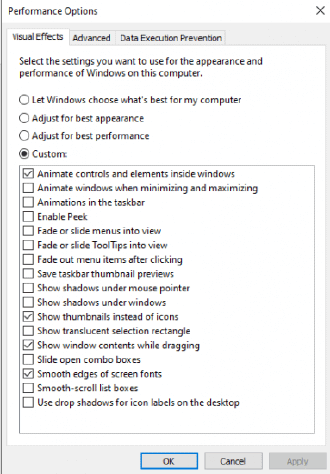 Performance Options
Visual Effects Advanced Data Execution Prevention
Select the settings you want to use for the appearance and
performance of Windows on this computer.
Let Windows choose what's best for my computer
Adjust for best appearance
Adjust for best performance
Custom:
Animate controls and elements inside windows
Animate windows when minimizing and maximizing
Animations in the taskbar
Enable Peek
Fade or slide menus into view
Fade or slide ToolTips into view
Fade out menu items after clicking
Save taskbar thumbnail previews
Show shadows under mouse pointer
Show shadows under windows
Show thumbnails instead of icons
Show translucent selection rectangle
Show window contents while dragging
Slide open combo boxes
Smooth edges of screen fonts
Smooth-scroll list boxes
Use drop shadows for icon labels on the desktop
OK Cancel Apply